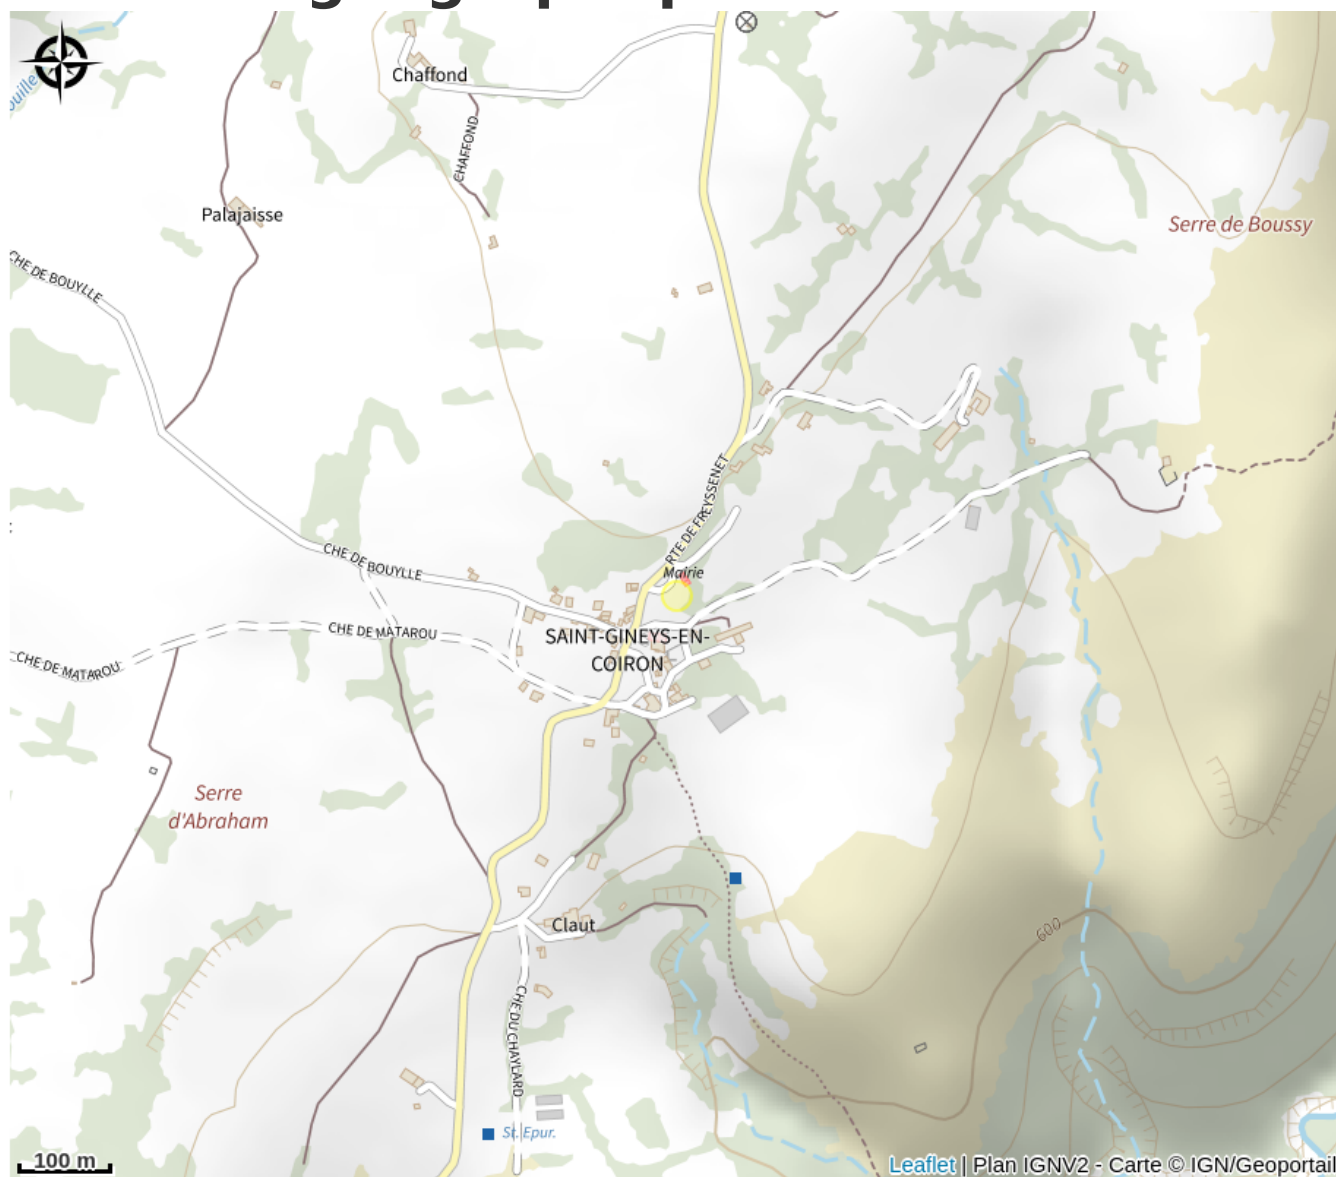 Chaffond
CHAFFOND
Palajaisse
Serre de Boussy
CHE DE BOUYLLE
RTE DE FREYSSENET
CHE DE BOUYLLE
Mairie
CHE DE MATAROU
SAINT-GINEYS-EN-
COIRON
CHE DE MATAROU
Serre
d'Abraham
Claut
600
CHE DU CHAYLARD
St. Epur.
100 m
Leaflet | Plan IGNV2 - Carte © IGN/Geoportail